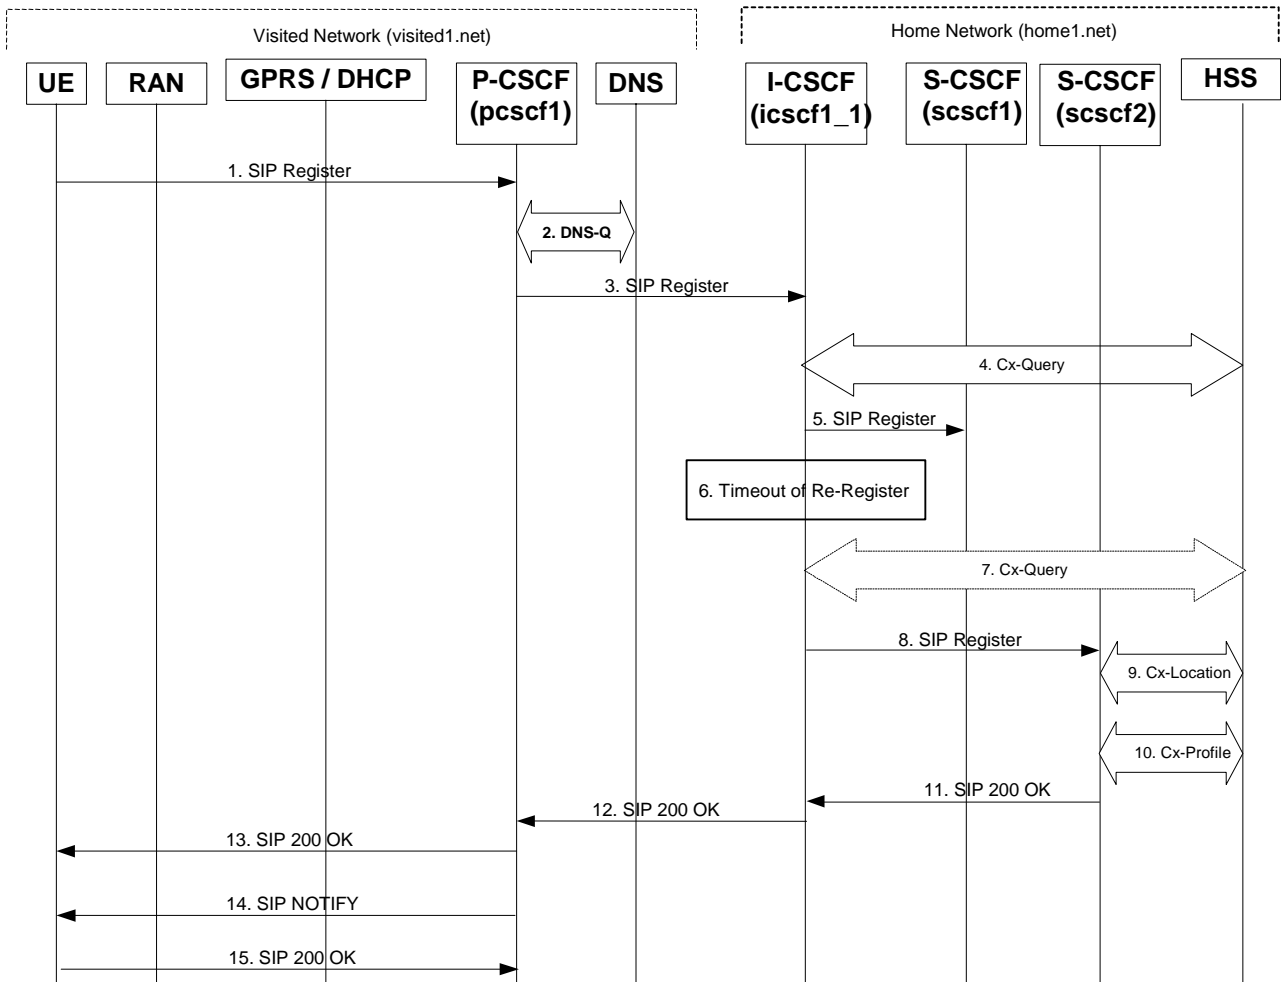 Visited Network (visited1.net)
Home Network (home1.net)
UE
RAN
GPRS / DHCP
P-CSCF
(pcscf1)
DNS
I-CSCF
(icscf1_1)
S-CSCF
(scscf1)
S-CSCF
(scscf2)
HSS
1. SIP Register
2. DNS-Q
3. SIP Register
4. Cx-Query
5. SIP Register
6. Timeout of Re-Register
7. Cx-Query
8. SIP Register
9. Cx-Location
10. Cx-Profile
11. SIP 200 OK
12. SIP 200 OK
13. SIP 200 OK
14. SIP NOTIFY
15. SIP 200 OK